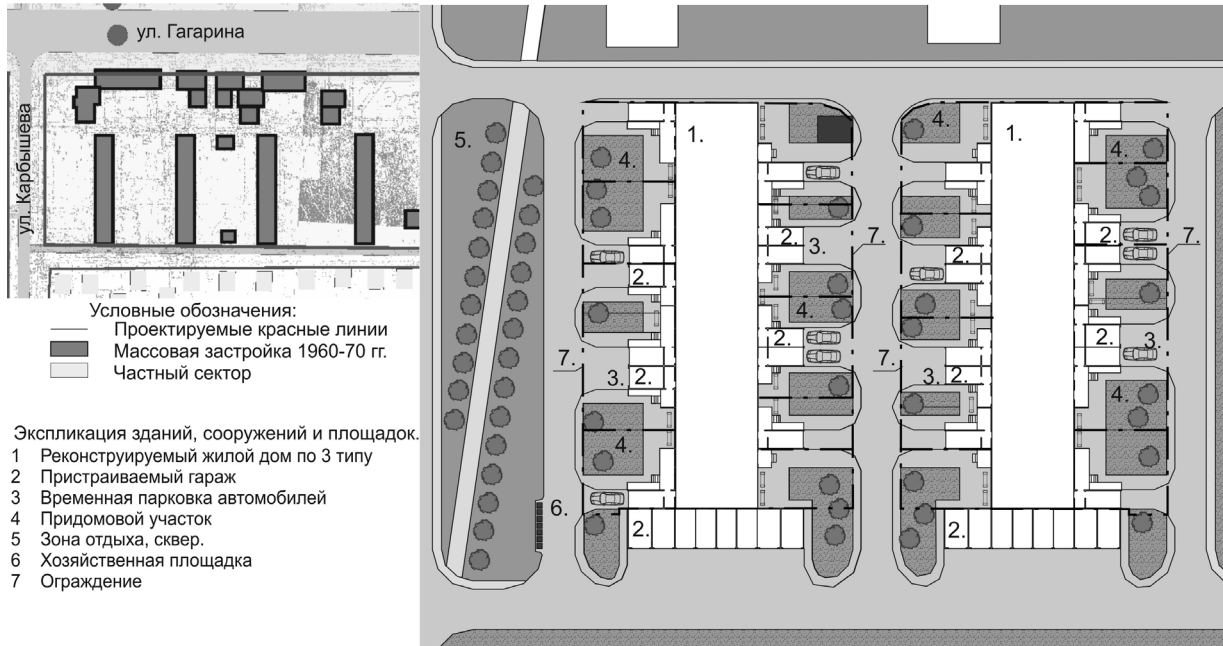 ул. Гагарина
ул. Карбышева
Условные обозначения:
Проектируемые красные линии
Массовая застройка 1960-70 гг.
Частный сектор
Экспликация зданий, сооружений и площадок.
1 Реконструируемый жилой дом по 3 типу
2 Пристраиваемый гараж
3 Временная парковка автомобилей
4 Придомовой участок
5 Зона отдыха, сквер.
6 Хозяйственная площадка
7 Ограждение
5. 4. 1. 4. 1. 4.
2. 3. 7. 2. 2. 7.
2. 4.
7. 2. 7. 2. 3.
3. 2. 3. 2. 4.
4.
6. 2. 2.